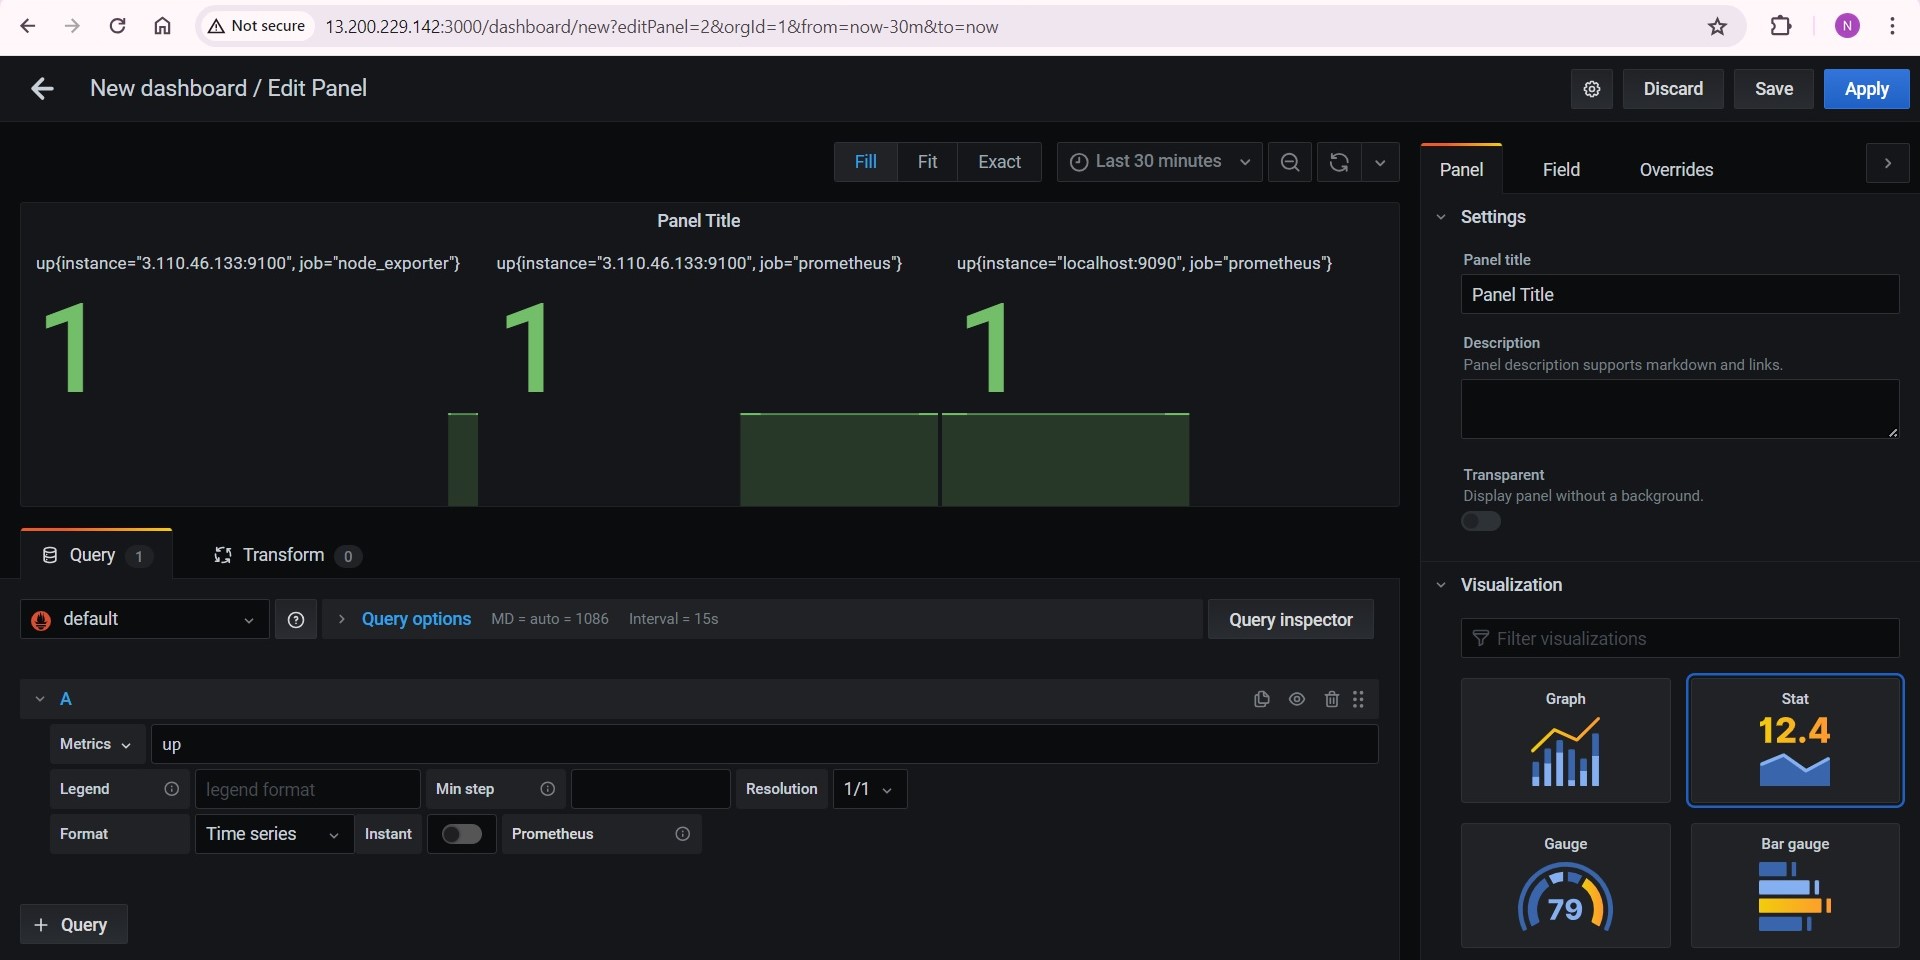 Not secure 13.200.229.142:3000/dashboard/new?editPanel=2&orgId=1&from=now-30m&to=now N
New dashboard / Edit Panel Discard Save Apply
Fill Fit Exact Last 30 minutes
Panel Field Overrides
Panel Title
up{instance="3.110.46.133:9100", job="node_exporter"} up{instance="3.110.46.133:9100", job="prometheus"} up{instance="localhost:9090", job="prometheus"}
1 1 1
Query 1 Transform 0
default Query options MD = auto = 1086 Interval = 15s Query inspector
A
Metrics up
Legend legend format Min step Resolution 1/1
Format Time series Instant Prometheus
+ Query
Settings
Panel title
Panel Title
Description
Panel description supports markdown and links.
Transparent
Display panel without a background.
Visualization
Filter visualizations
Graph Stat
12.4
Gauge Bar gauge
79